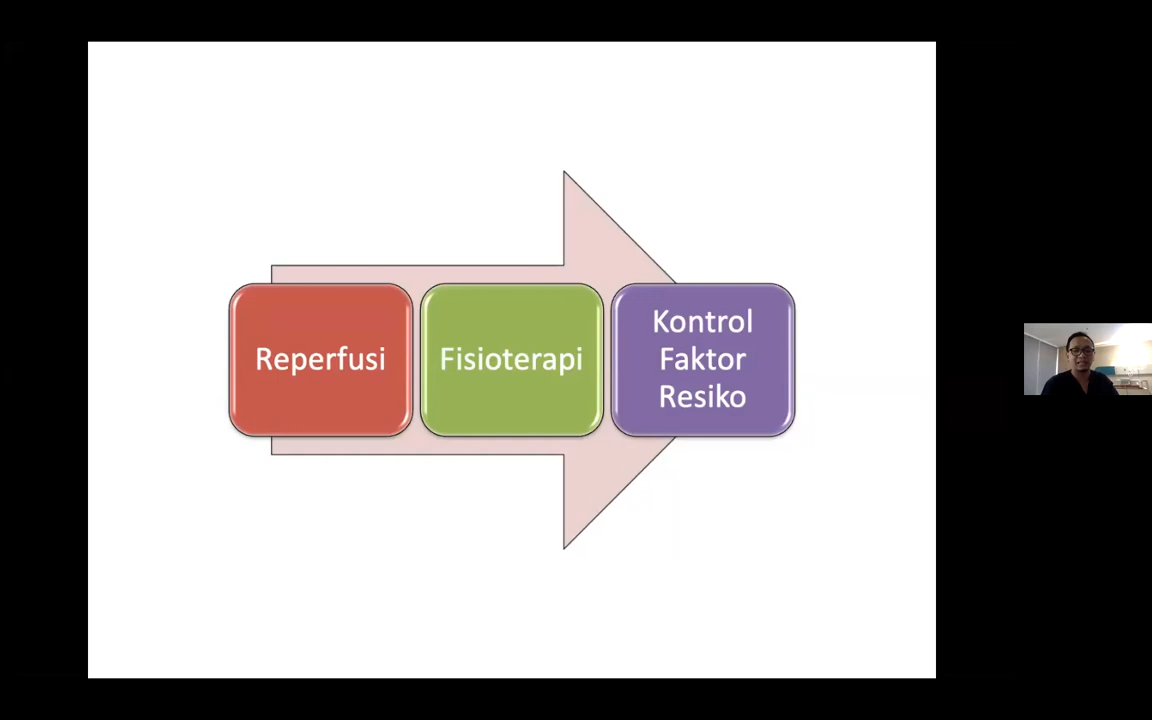 Reperfusi
Fisioterapi
Kontrol
Faktor
Resiko